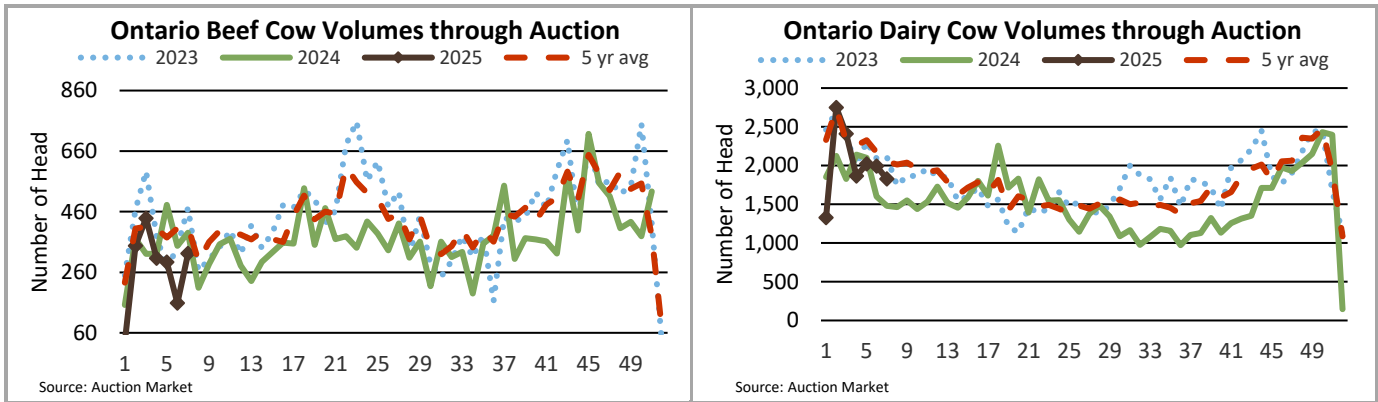 Ontario Beef Cow Volumes through Auction
2023 2024 2025 5 yr avg
Number of Head
860
660
460
260
60
1 5 9 13 17 21 25 29 33 37 41 45 49
Source: Auction Market
Ontario Dairy Cow Volumes through Auction
2023 2024 2025 5 yr avg
Number of Head
3,000
2,500
2,000
1,500
1,000
500
0
1 5 9 13 17 21 25 29 33 37 41 45 49
Source: Auction Market